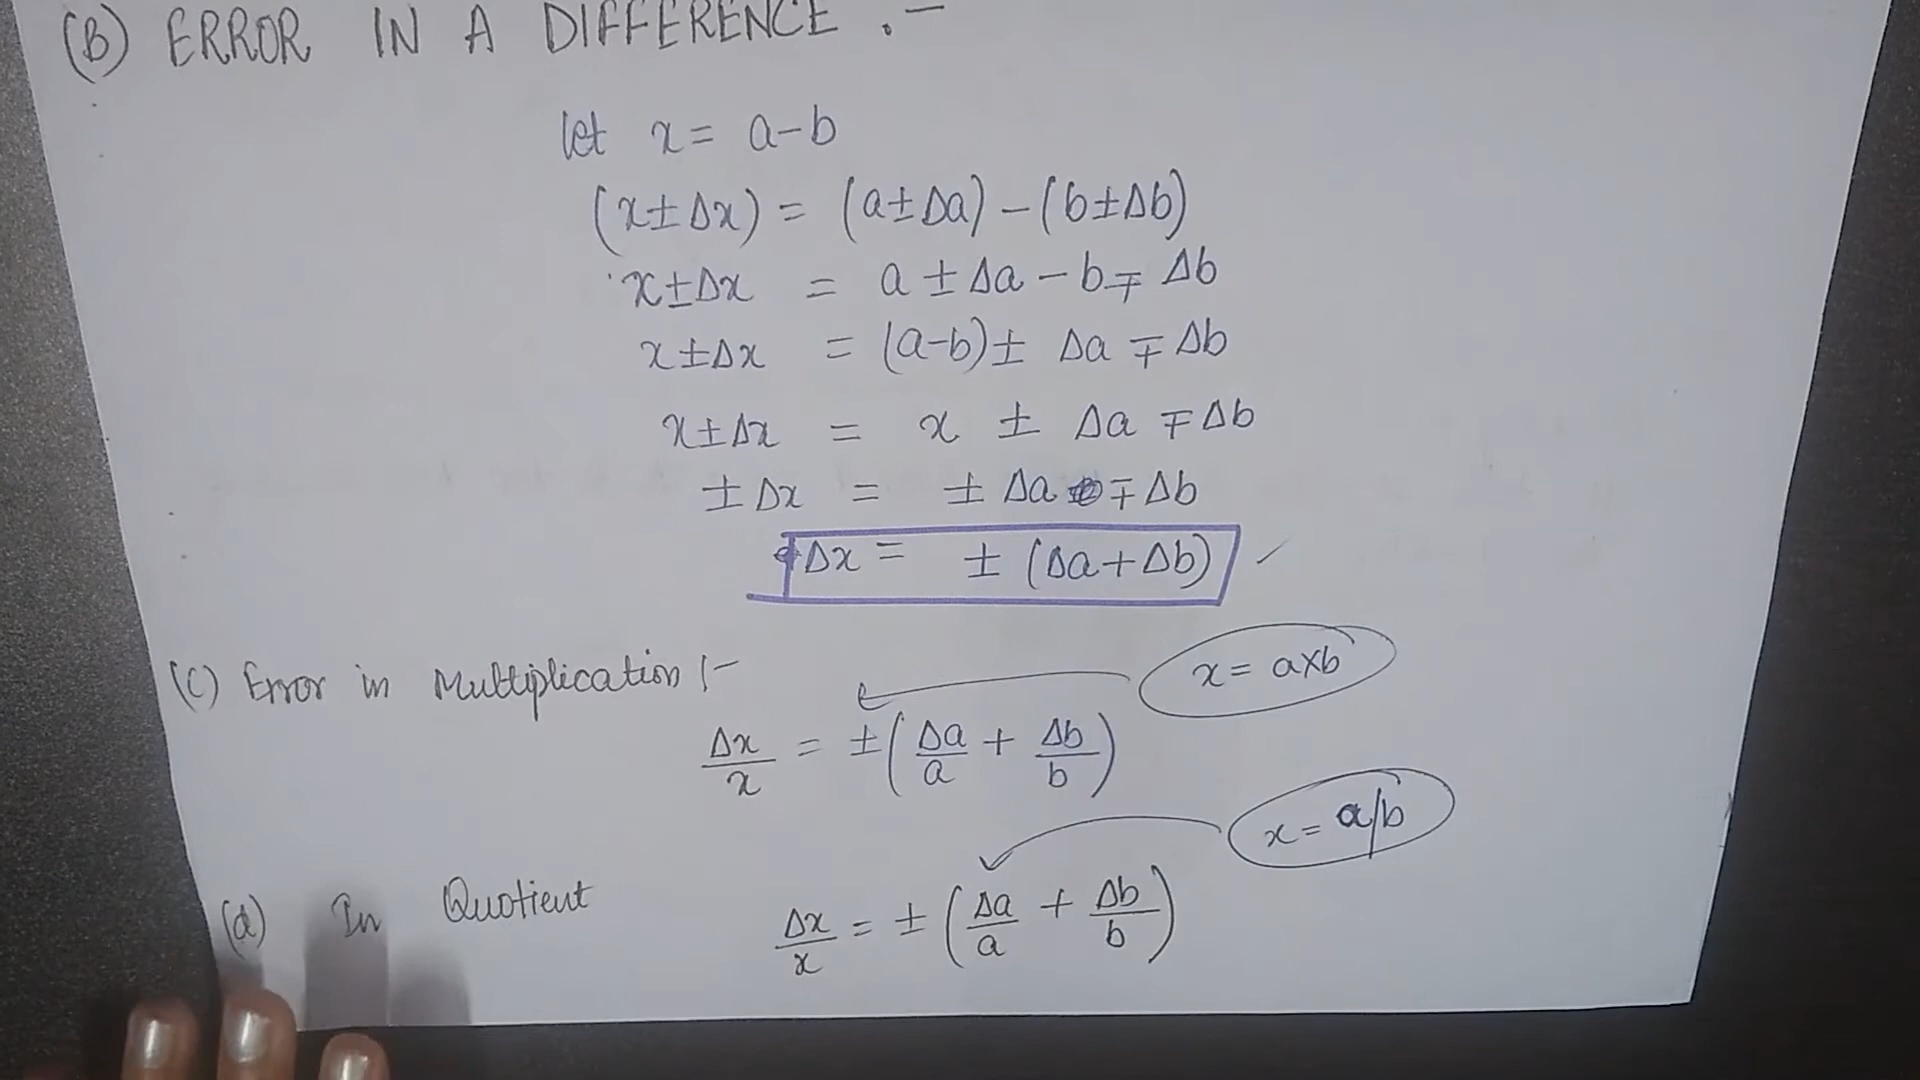 (B) ERROR IN A DIFFERENCE :-
let x = a-b
(x±Δx) = (a±Δa) - (b±Δb)
x±Δx = a ± Δa - b ∓ Δb
x±Δx = (a-b) ± Δa ∓ Δb
x±Δx = x ± Δa ∓ Δb
± Δx = ± Δa ∓ Δb
Δx = ± (Δa+Δb)
(C) Error in Multiplication :-
x = a×b
Δx/x = ±(Δa/a + Δb/b)
x = a/b
(d) In Quotient
Δx/x = ± (Δa/a + Δb/b)